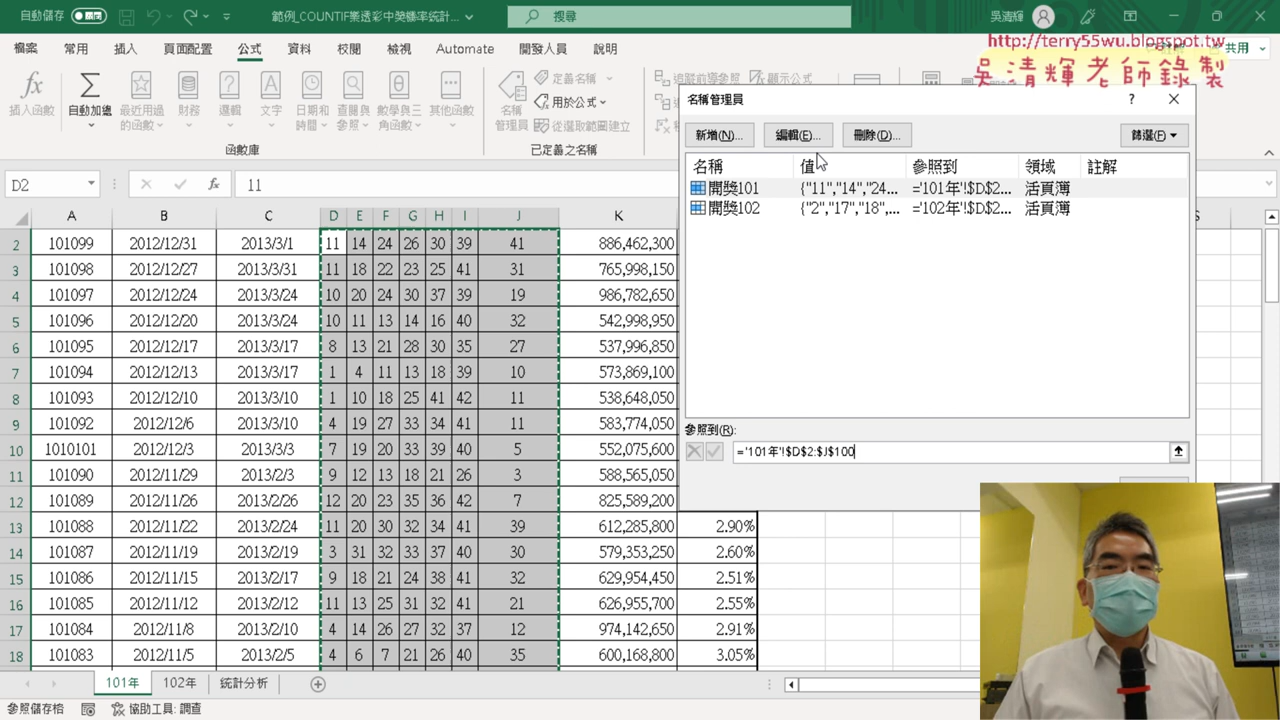 自動儲存 範例_COUNTIF樂透彩中獎機率統計... 搜尋 吳清輝
http://terry55wu.blogspot.tw
吳清輝老師錄製
檔案 常用 插入 頁面配置 公式 資料 校閱 檢視 Automate 開發人員 說明 共用
插入函數 自動加總 最近用過的函數 財務 邏輯 文字 日期和時間 查閱與參照 數學與三角函數 其他函數 名稱管理員 定義名稱 用於公式 從選取範圍建立 追蹤前導參照 顯示公式
函數庫 已定義之名稱
名稱管理員 ?
新增(N)... 編輯(E)... 刪除(D)... 篩選(F)
名稱 值 參照到 領域 註解
開獎101 {"11","14","24... ='101年'!$D$2... 活頁簿
開獎102 {"2","17","18",... ='102年'!$D$2... 活頁簿
參照到(R):
='101年'!$D$2:$J$100
D2 fx 11
A B C D E F G H I J K S
2 101099 2012/12/31 2013/3/1 11 14 24 26 30 39 41 886,462,300
3 101098 2012/12/27 2013/3/31 11 18 22 23 25 41 31 765,998,150
4 101097 2012/12/24 2013/3/24 10 20 24 30 37 39 19 986,782,650
5 101096 2012/12/20 2013/3/24 10 11 13 14 16 40 32 542,998,950
6 101095 2012/12/17 2013/3/17 8 13 21 28 30 35 27 537,996,850
7 101094 2012/12/13 2013/3/17 1 4 11 13 18 39 10 573,869,100
8 101093 2012/12/10 2013/3/10 1 10 18 25 41 42 11 538,648,050
9 101092 2012/12/6 2013/3/10 4 19 27 33 34 41 11 583,774,050
10 1010101 2012/12/3 2013/3/3 7 19 20 27 39 40 5 552,075,600
11 101090 2012/11/29 2013/2/3 9 12 13 18 21 26 3 588,565,050
12 101089 2012/11/26 2013/2/26 12 20 23 35 36 42 7 825,589,200
13 101088 2012/11/22 2013/2/24 11 20 30 32 34 41 39 612,285,800 2.90%
14 101087 2012/11/19 2013/2/19 3 31 32 33 37 40 30 579,353,250 2.60%
15 101086 2012/11/15 2013/2/17 9 18 21 24 38 41 32 629,954,450 2.51%
16 101085 2012/11/12 2013/2/12 11 13 25 31 32 41 21 626,955,700 2.55%
17 101084 2012/11/8 2013/2/10 4 14 26 27 32 37 12 974,142,650 2.91%
18 101083 2012/11/5 2013/2/5 4 6 7 21 26 40 35 600,168,800 3.05%
101年 102年 統計分析
參照儲存格 協助工具: 調查